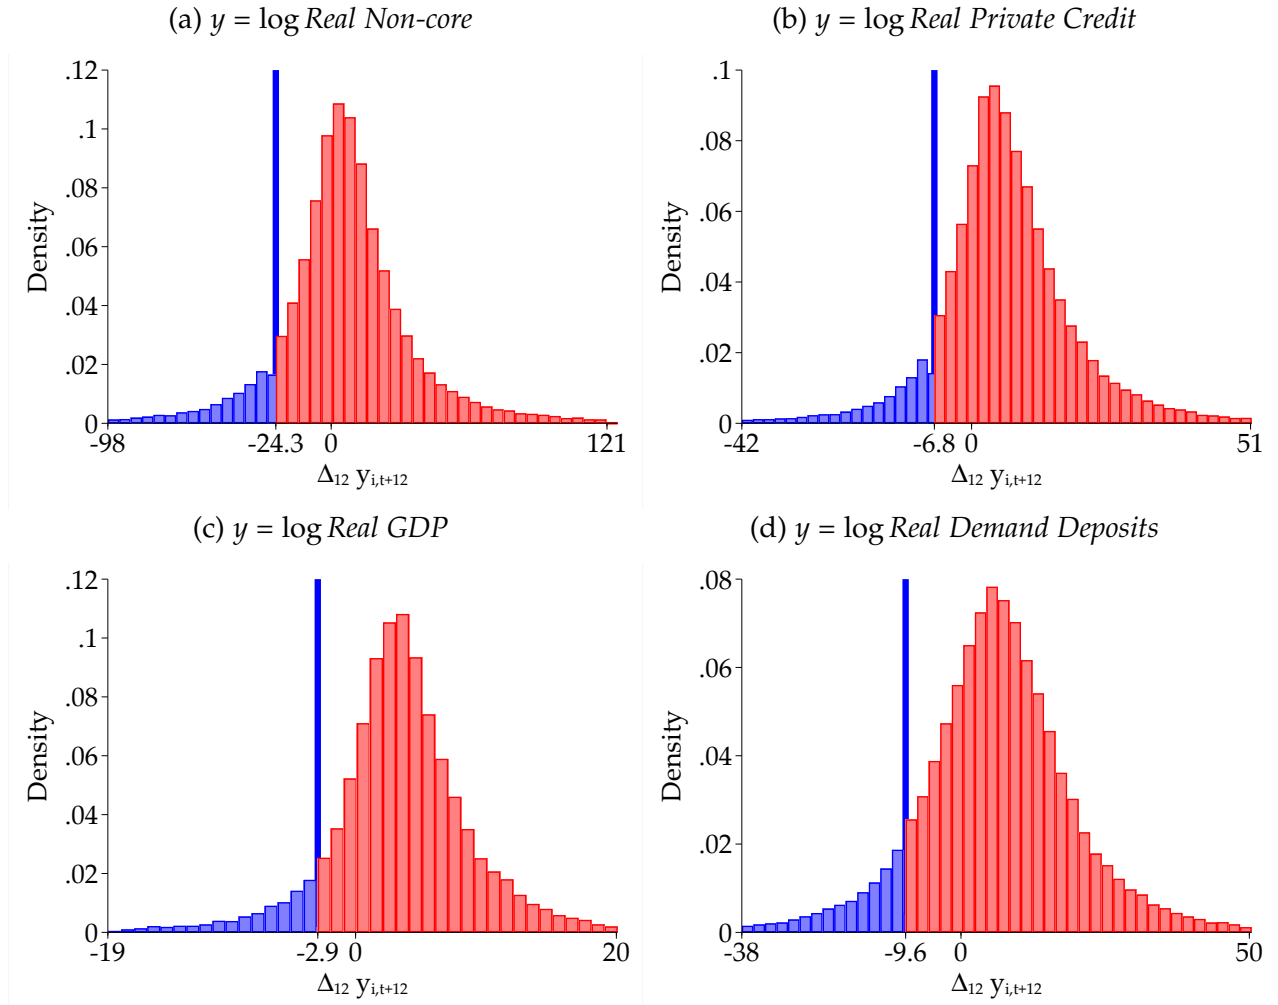 (a) y = log Real Non-core
.12
.1
.08
.06
.04
.02
0
Density
-98 -24.3 0 121
Δ₁₂ yᵢ,ₜ₊₁₂
(b) y = log Real Private Credit
.1
.08
.06
.04
.02
0
Density
-42 -6.8 0 51
Δ₁₂ yᵢ,ₜ₊₁₂
(c) y = log Real GDP
.12
.1
.08
.06
.04
.02
0
Density
-19 -2.9 0 20
Δ₁₂ yᵢ,ₜ₊₁₂
(d) y = log Real Demand Deposits
.08
.06
.04
.02
0
Density
-38 -9.6 0 50
Δ₁₂ yᵢ,ₜ₊₁₂